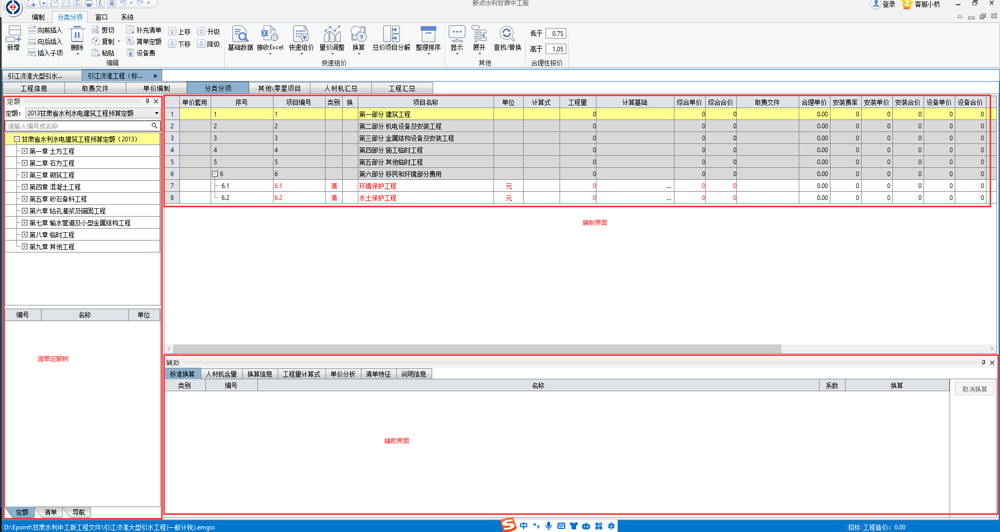 新点水利甘肃中工版
登录 客服小桥
编制 分类分项 窗口 系统
新增 向前插入 向后插入 插入子项 删除 剪切 复制 粘贴 补充清单 简单定额 设备费 上移 下移 升级 降级
编辑
基础数据 接收Excel 快速组价 量价调整 换算 总价项目分解 整理排序
快速组价
显示 展开 查找/替换
其他
低于 0.75
高于 1.05
合理性报价
引江济淮大型引水... 引江济淮工程（标... x
工程信息 取费文件 单价编制 分类分项 其他\零星项目 人材机汇总 工程汇总
定额
定额： 2013甘肃省水利水电建筑工程预算定额
请输入编号或名称
甘肃省水利水电建筑工程预算定额（2013）
第一章 土方工程
第二章 石方工程
第三章 砌筑工程
第四章 混凝土工程
第五章 砂石备料工程
第六章 钻孔灌浆及锚固工程
第七章 输水管道及小型金属结构工程
第八章 临时工程
第九章 其他工程
编号 名称 单位
清单定额树
定额 清单 导航
单价套用 序号 项目编号 类别 换 项目名称 单位 计算式 工程量 计算基础 综合单价 综合合价 取费文件 合理单价 安装费率 安装单价 安装合价 设备单价 设备合价
1 1 1 第一部分 建筑工程 0 0 0 0.00 0 0 0 0 0
2 2 2 第二部分 机电设备及安装工程 0 0 0 0.00 0 0 0 0 0
3 3 3 第三部分 金属结构设备及安装工程 0 0 0 0.00 0 0 0 0 0
4 4 4 第四部分 施工临时工程 0 0 0 0.00 0 0 0 0 0
5 5 5 第五部分 其他临时工程 0 0 0 0.00 0 0 0 0 0
6 6 6 第六部分 移民和环境部分费用 0 0 0 0.00 0 0 0 0 0
7 6.1 6.1 清 环境保护工程 元 0 ... 0 0 0.00 0 0 0 0 0
8 6.2 6.2 清 水土保护工程 元 0 ... 0 0 0.00 0 0 0 0 0
编制界面
辅助
标准换算 人材机含量 换算信息 工程量计算式 单价分析 清单特征 说明信息
类别 编号 名称 系数 换算
取消换算
辅助界面
D:\Epoint\甘肃水利中工版工程文件\引江济淮大型引水工程(一般计税).emgss
S 中
招标 工程造价：0.00